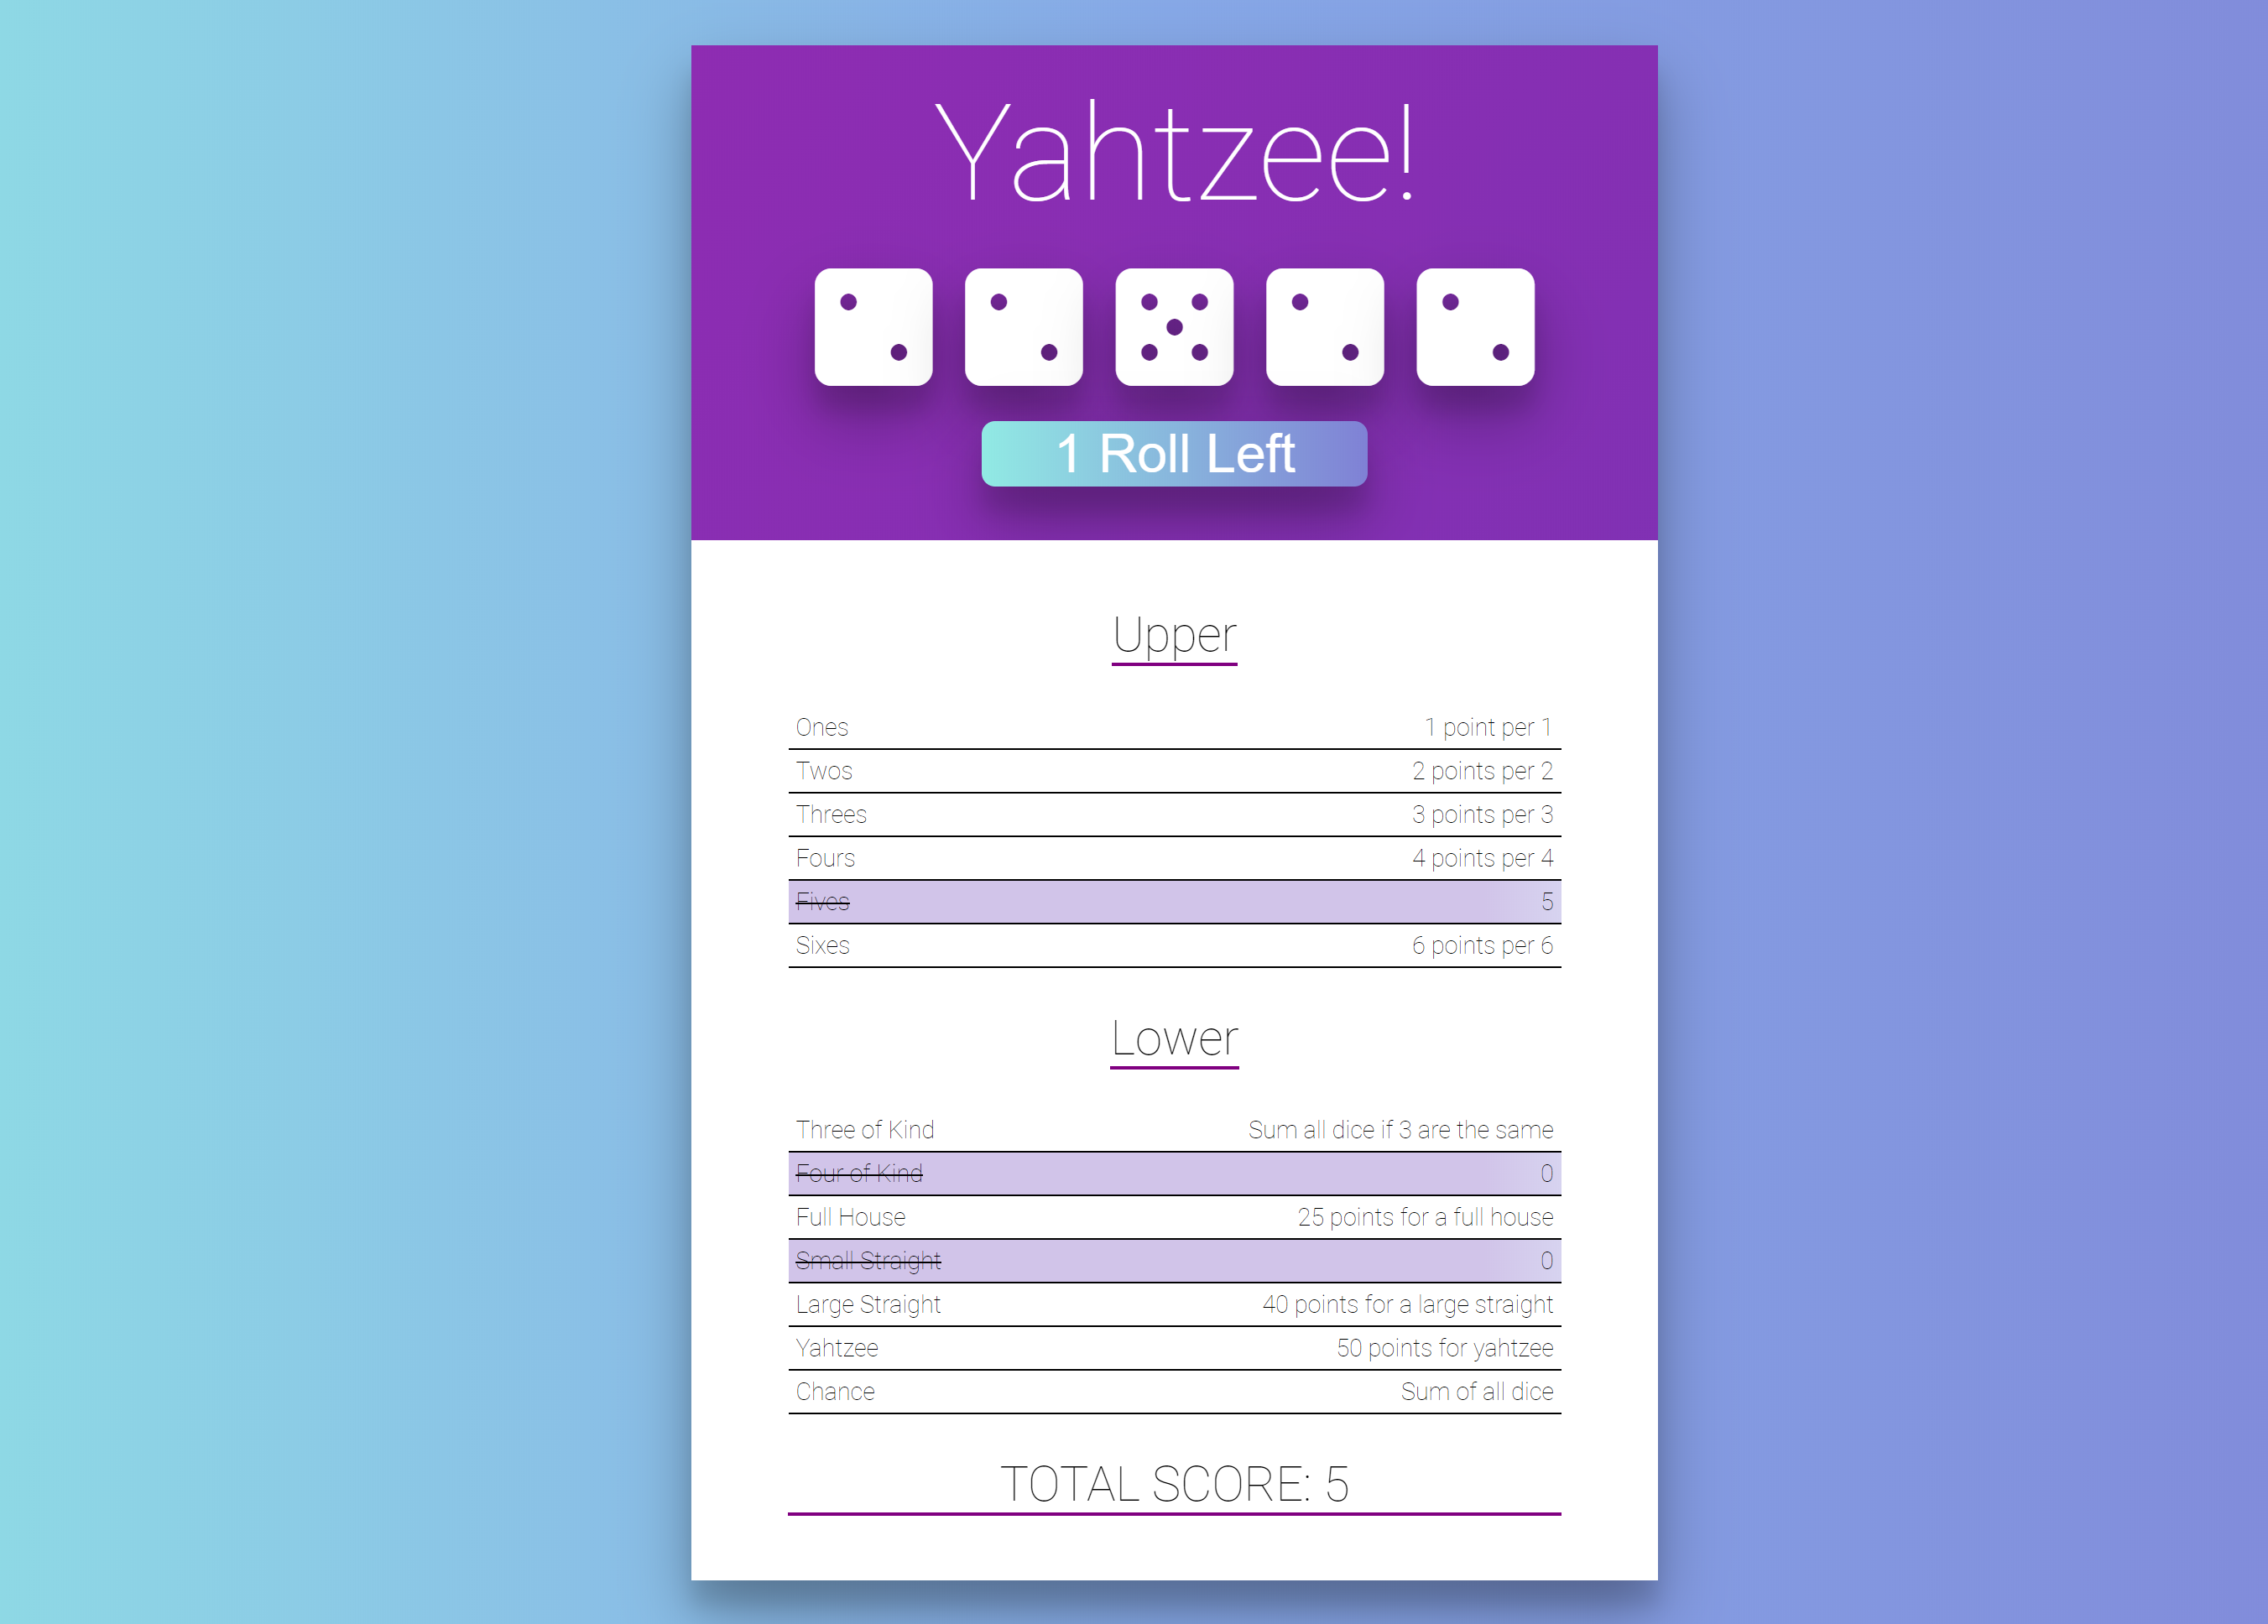 Yahtzee!
1 Roll Left
Upper
Ones 1 point per 1
Twos 2 points per 2
Threes 3 points per 3
Fours 4 points per 4
Fives 5
Sixes 6 points per 6
Lower
Three of Kind Sum all dice if 3 are the same
Four of Kind 0
Full House 25 points for a full house
Small Straight 0
Large Straight 40 points for a large straight
Yahtzee 50 points for yahtzee
Chance Sum of all dice
TOTAL SCORE: 5